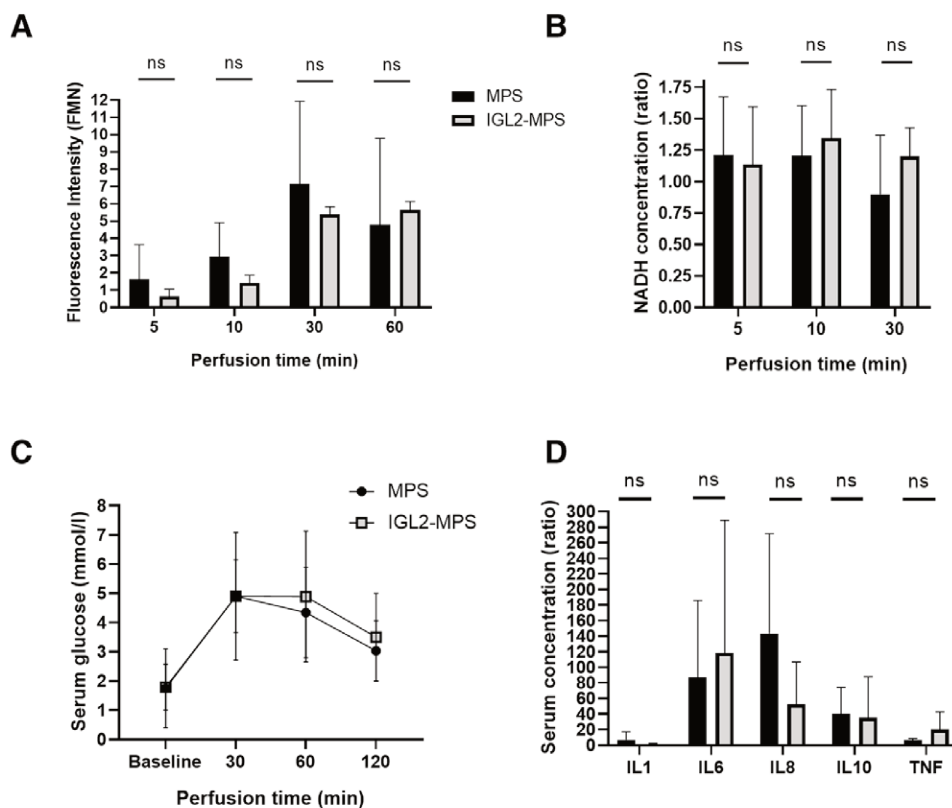 A
ns ns ns ns
MPS
IGL2-MPS
Fluorescence Intensity (FMN)
12
11
10
9
8
7
6
5
4
3
2
1
0
5 10 30 60
Perfusion time (min)
B
ns ns ns
NADH concentration (ratio)
1.75
1.50
1.25
1.00
0.75
0.50
0.25
0.00
5 10 30
Perfusion time (min)
C
MPS
IGL2-MPS
Serum glucose (mmol/l)
8
7
6
5
4
3
2
1
0
Baseline 30 60 120
Perfusion time (min)
D
ns ns ns ns ns
Serum concentration (ratio)
300
280
260
240
220
200
180
160
140
120
100
80
60
40
20
0
IL1 IL6 IL8 IL10 TNF